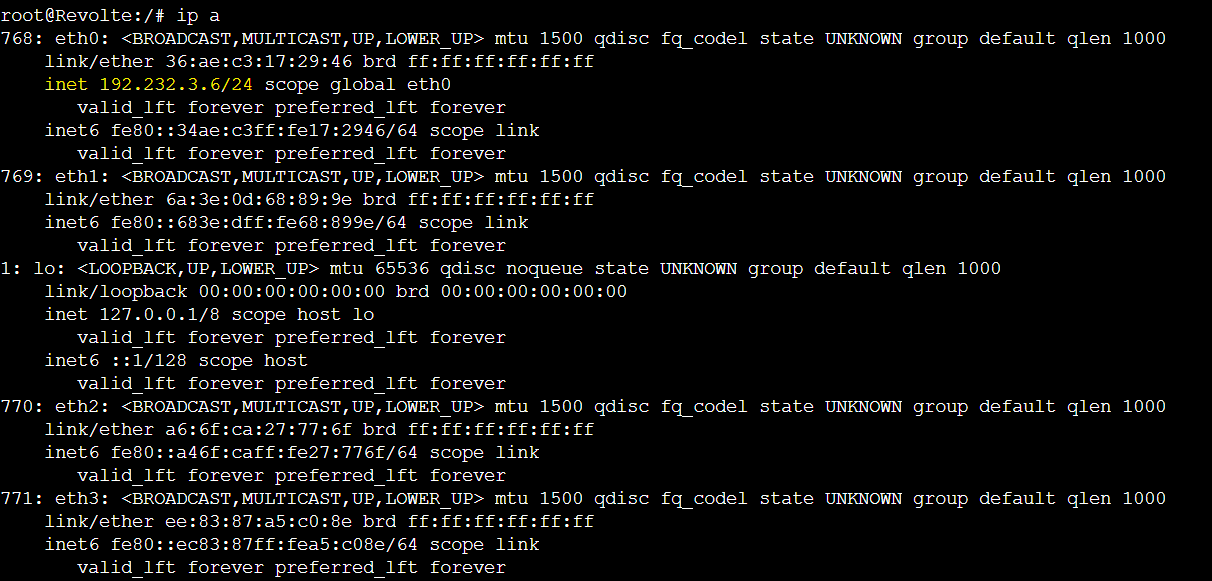 root@Revolte:/# ip a
768: eth0: <BROADCAST,MULTICAST,UP,LOWER_UP> mtu 1500 qdisc fq_codel state UNKNOWN group default qlen 1000
    link/ether 36:ae:c3:17:29:46 brd ff:ff:ff:ff:ff:ff
    inet 192.232.3.6/24 scope global eth0
       valid_lft forever preferred_lft forever
    inet6 fe80::34ae:c3ff:fe17:2946/64 scope link
       valid_lft forever preferred_lft forever
769: eth1: <BROADCAST,MULTICAST,UP,LOWER_UP> mtu 1500 qdisc fq_codel state UNKNOWN group default qlen 1000
    link/ether 6a:3e:0d:68:89:9e brd ff:ff:ff:ff:ff:ff
    inet6 fe80::683e:dff:fe68:899e/64 scope link
       valid_lft forever preferred_lft forever
1: lo: <LOOPBACK,UP,LOWER_UP> mtu 65536 qdisc noqueue state UNKNOWN group default qlen 1000
    link/loopback 00:00:00:00:00:00 brd 00:00:00:00:00:00
    inet 127.0.0.1/8 scope host lo
       valid_lft forever preferred_lft forever
    inet6 ::1/128 scope host
       valid_lft forever preferred_lft forever
770: eth2: <BROADCAST,MULTICAST,UP,LOWER_UP> mtu 1500 qdisc fq_codel state UNKNOWN group default qlen 1000
    link/ether a6:6f:ca:27:77:6f brd ff:ff:ff:ff:ff:ff
    inet6 fe80::a46f:caff:fe27:776f/64 scope link
       valid_lft forever preferred_lft forever
771: eth3: <BROADCAST,MULTICAST,UP,LOWER_UP> mtu 1500 qdisc fq_codel state UNKNOWN group default qlen 1000
    link/ether ee:83:87:a5:c0:8e brd ff:ff:ff:ff:ff:ff
    inet6 fe80::ec83:87ff:fea5:c08e/64 scope link
       valid_lft forever preferred_lft forever